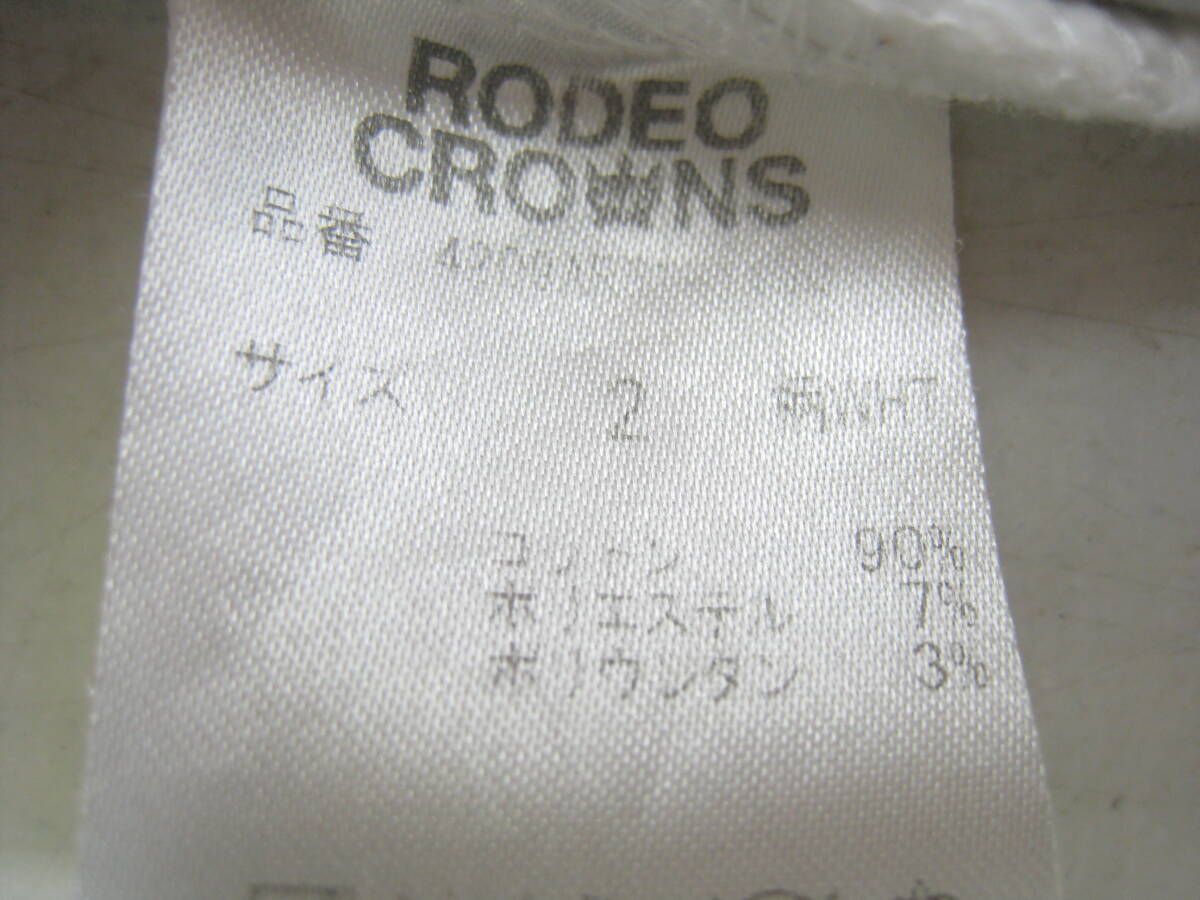 RODEO
CROWNS
品番
サイズ 2
コットン 90%
ポリエステル 7%
ポリウレタン 3%